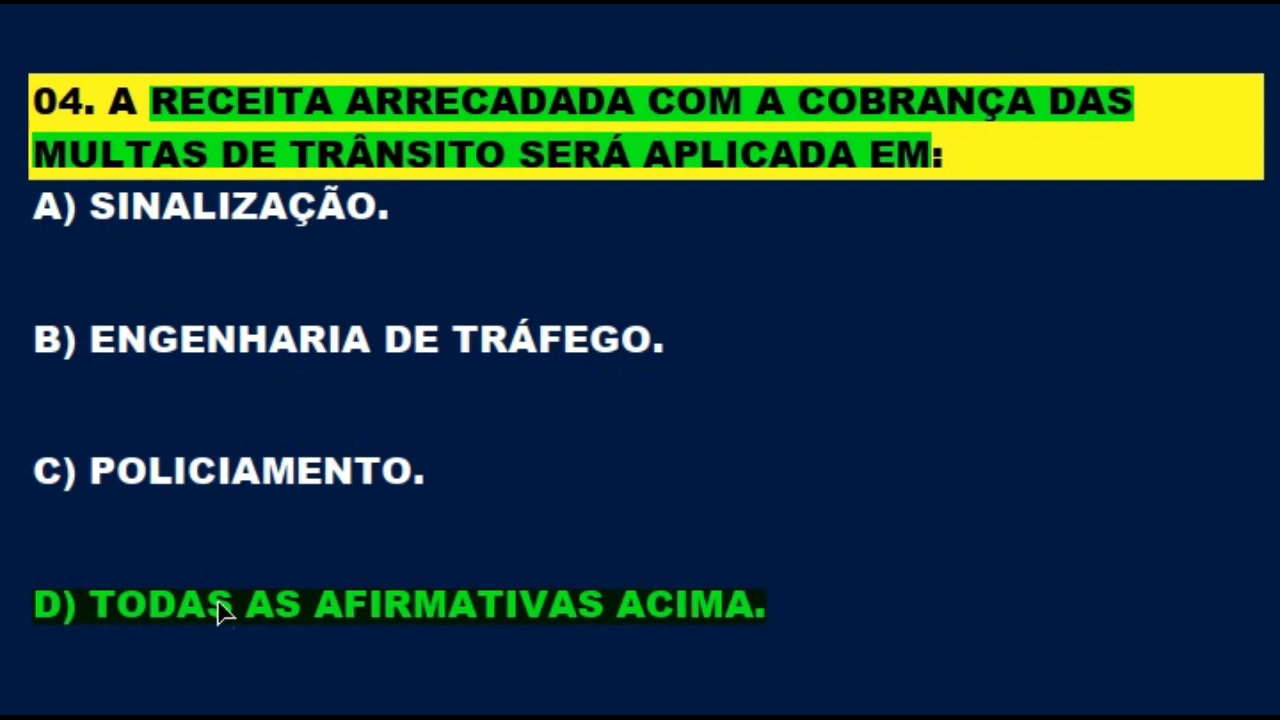 04. A RECEITA ARRECADADA COM A COBRANÇA DAS
MULTAS DE TRÂNSITO SERÁ APLICADA EM:
A) SINALIZAÇÃO.
B) ENGENHARIA DE TRÁFEGO.
C) POLICIAMENTO.
D) TODAS AS AFIRMATIVAS ACIMA.